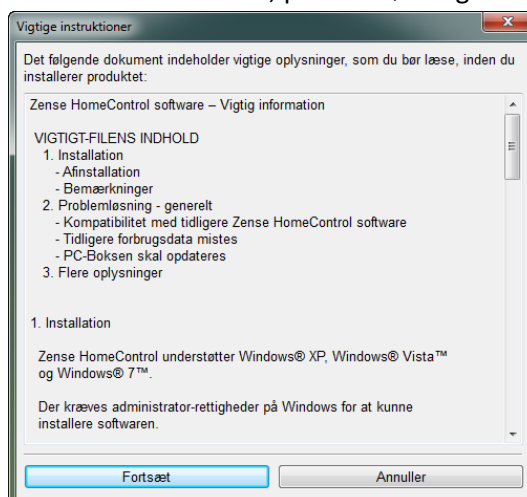 Vigtige instruktioner
Det følgende dokument indeholder vigtige oplysninger, som du bør læse, inden du
installerer produktet:
Zense HomeControl software – Vigtig information
VIGTIGT-FILENS INDHOLD
1. Installation
- Afinstallation
- Bemærkninger
2. Problemløsning - generelt
- Kompatibilitet med tidligere Zense HomeControl software
- Tidligere forbrugsdata mistes
- PC-Boksen skal opdateres
3. Flere oplysninger
1. Installation
Zense HomeControl understøtter Windows® XP, Windows® Vista™
og Windows® 7™.
Der kræves administrator-rettigheder på Windows for at kunne
installere softwaren.
Fortsæt
Annuller